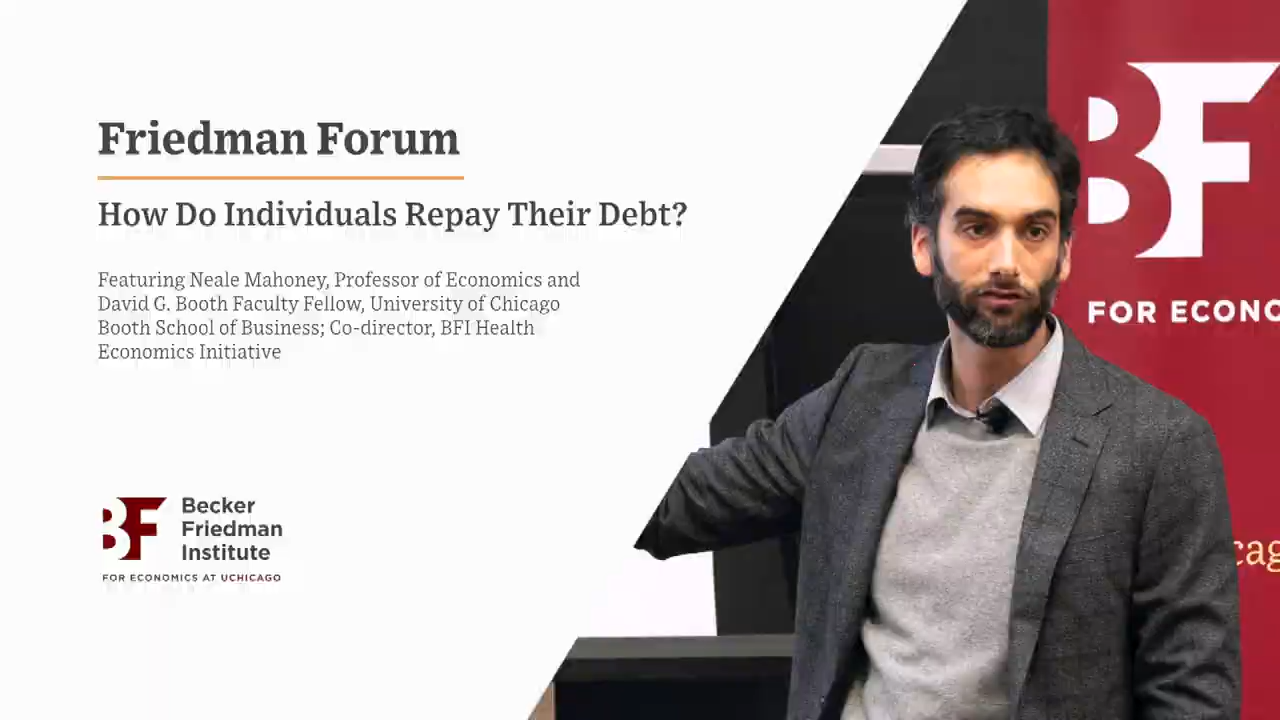 Friedman Forum
How Do Individuals Repay Their Debt?
Featuring Neale Mahoney, Professor of Economics and
David G. Booth Faculty Fellow, University of Chicago
Booth School of Business; Co-director, BFI Health
Economics Initiative
BF
Becker
Friedman
Institute
FOR ECONOMICS AT UCHICAGO
BF
FOR ECONO
cag